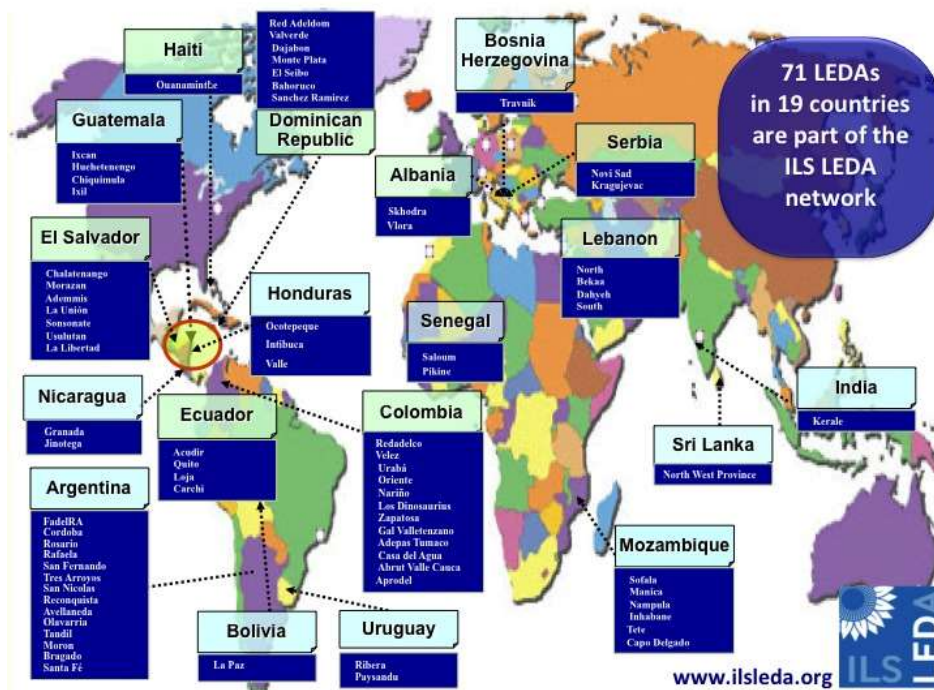 Haiti
Ouanaminthe
Red Adeldom
Valverde
Dajabon
Monte Plata
El Seibo
Bahoruco
Sanchez Ramirez
Dominican
Republic
Bosnia
Herzegovina
Travnik
71 LEDAs
in 19 countries
are part of the
ILS LEDA
network
Guatemala
Ixcan
Huehetenengo
Chiquimula
Ixil
Albania
Skhodra
Vlora
Serbia
Novi Sad
Kragujevac
El Salvador
Chalatenango
Morazan
Ademmis
La Unión
Sonsonate
Usulutan
La Libertad
Honduras
Ocotepeque
Intibuca
Valle
Senegal
Saloum
Pikine
Lebanon
North
Bekaa
Dahyeh
South
Nicaragua
Granada
Jinotega
Ecuador
Acudir
Quito
Loja
Carchi
Colombia
Redadelco
Velez
Urabá
Oriente
Nariño
Los Dinosaurius
Zapatosa
Gal Valletenzano
Adepas Tumaco
Casa del Agua
Abrut Valle Cauca
Aprodel
India
Kerale
Sri Lanka
North West Province
Argentina
FadelRA
Cordoba
Rosario
Rafaela
San Fernando
Tres Arroyos
San Nicolas
Reconquista
Avellaneda
Olavarria
Tandil
Moron
Bragado
Santa Fé
Bolivia
La Paz
Uruguay
Ribera
Paysandu
Mozambique
Sofala
Manica
Nampula
Inhabane
Tete
Capo Delgado
www.ilsleda.org
ILS LEDA